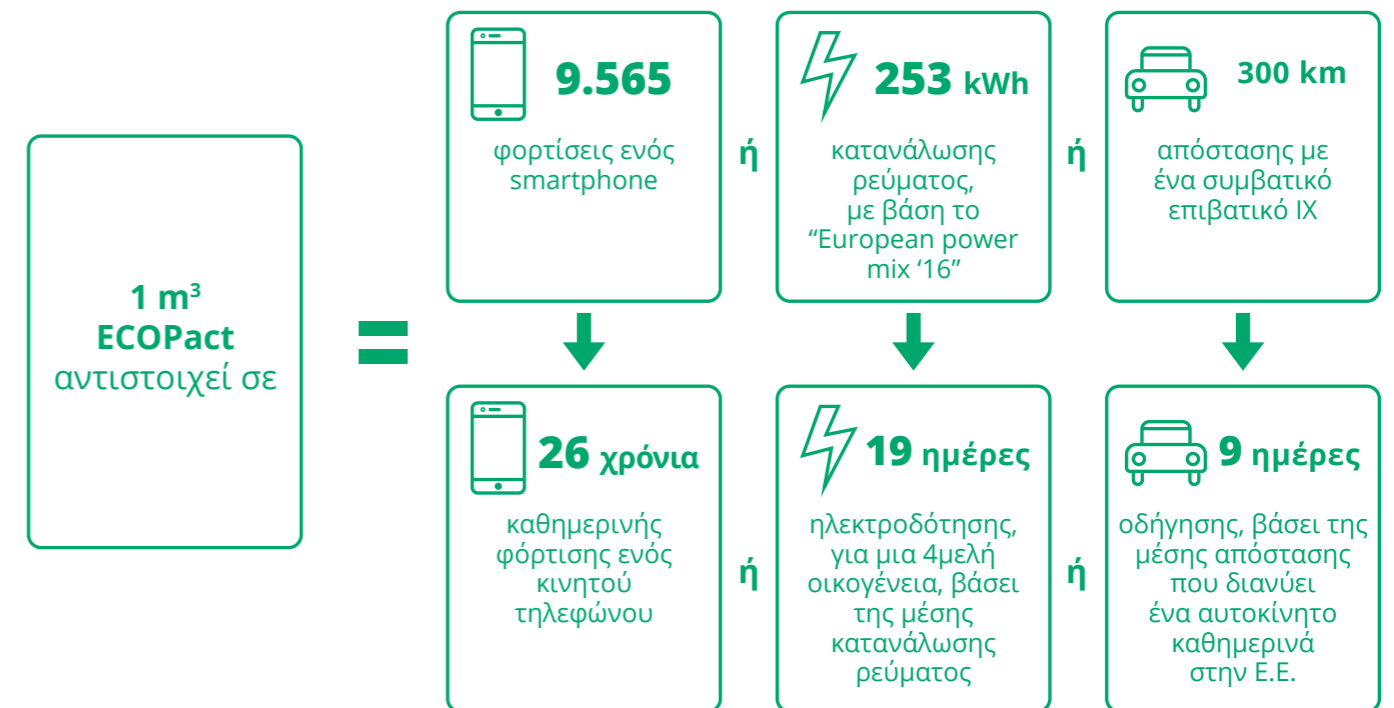 1 m³
ECOPact
αντιστοιχεί σε
=
9.565
φορτίσεις ενός
smartphone
ή
253 kWh
κατανάλωσης
ρεύματος,
με βάση το
“European power
mix ‘16”
ή
300 km
απόστασης με
ένα συμβατικό
επιβατικό ΙΧ
26 χρόνια
καθημερινής
φόρτισης ενός
κινητού
τηλεφώνου
ή
19 ημέρες
ηλεκτροδότησης,
για μια 4μελή
οικογένεια, βάσει
της μέσης
κατανάλωσης
ρεύματος
ή
9 ημέρες
οδήγησης, βάσει της
μέσης απόστασης
που διανύει
ένα αυτοκίνητο
καθημερινά
στην Ε.Ε.